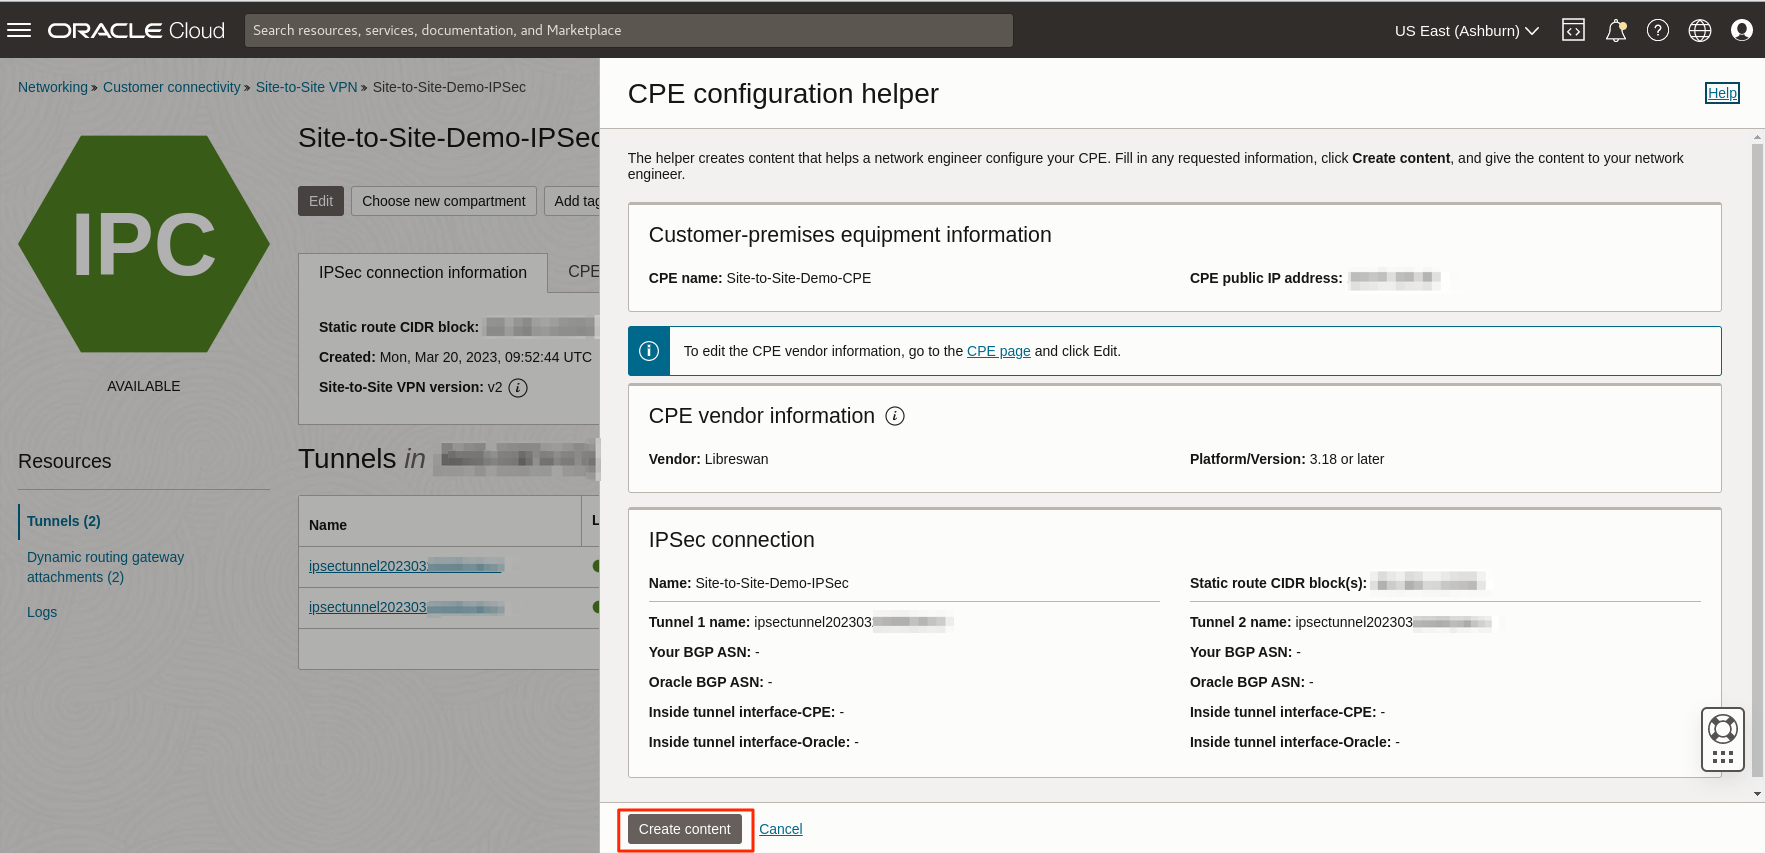 ORACLE Cloud
Search resources, services, documentation, and Marketplace
US East (Ashburn)
Networking » Customer connectivity » Site-to-Site VPN » Site-to-Site-Demo-IPSec
IPC
AVAILABLE
Site-to-Site-Demo-IPSec
Edit
Choose new compartment
Add tag
IPSec connection information
CPE
Static route CIDR block:
Created: Mon, Mar 20, 2023, 09:52:44 UTC
Site-to-Site VPN version: v2
Resources
Tunnels (2)
Dynamic routing gateway
attachments (2)
Logs
Tunnels in
Name
L
ipsectunnel202303
ipsectunnel202303
CPE configuration helper
Help
The helper creates content that helps a network engineer configure your CPE. Fill in any requested information, click Create content, and give the content to your network
engineer.
Customer-premises equipment information
CPE name: Site-to-Site-Demo-CPE
CPE public IP address:
To edit the CPE vendor information, go to the CPE page and click Edit.
CPE vendor information
Vendor: Libreswan
Platform/Version: 3.18 or later
IPSec connection
Name: Site-to-Site-Demo-IPSec
Static route CIDR block(s):
Tunnel 1 name: ipsectunnel202303
Your BGP ASN: -
Oracle BGP ASN: -
Inside tunnel interface-CPE: -
Inside tunnel interface-Oracle: -
Tunnel 2 name: ipsectunnel202303
Your BGP ASN: -
Oracle BGP ASN: -
Inside tunnel interface-CPE: -
Inside tunnel interface-Oracle: -
Create content
Cancel